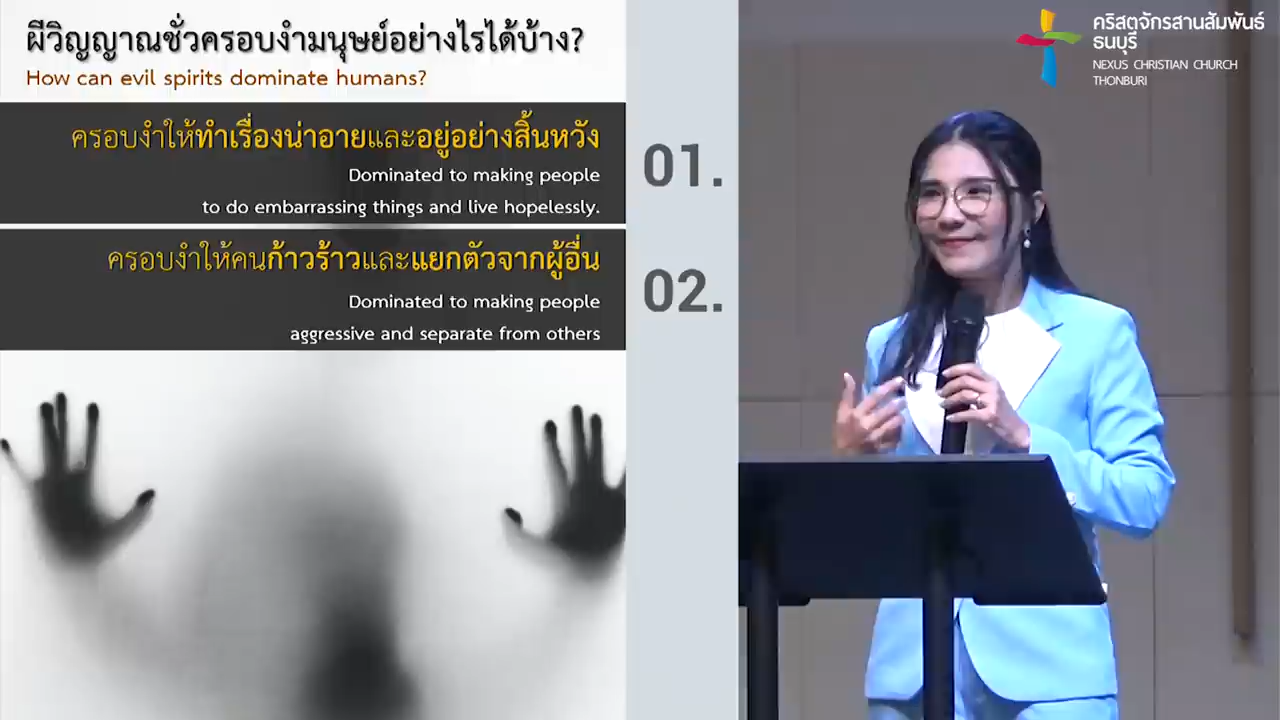 ผีวิญญาณชั่วครอบงำมนุษย์อย่างไรได้บ้าง?
How can evil spirits dominate humans?
ครอบงำให้ทำเรื่องน่าอายและอยู่อย่างสิ้นหวัง
Dominated to making people
to do embarrassing things and live hopelessly.
01.
ครอบงำให้คนก้าวร้าวและแยกตัวจากผู้อื่น
Dominated to making people
aggressive and separate from others
02.
คริสตจักรสานสัมพันธ์
ธนบุรี
NEXUS CHRISTIAN CHURCH
THONBURI